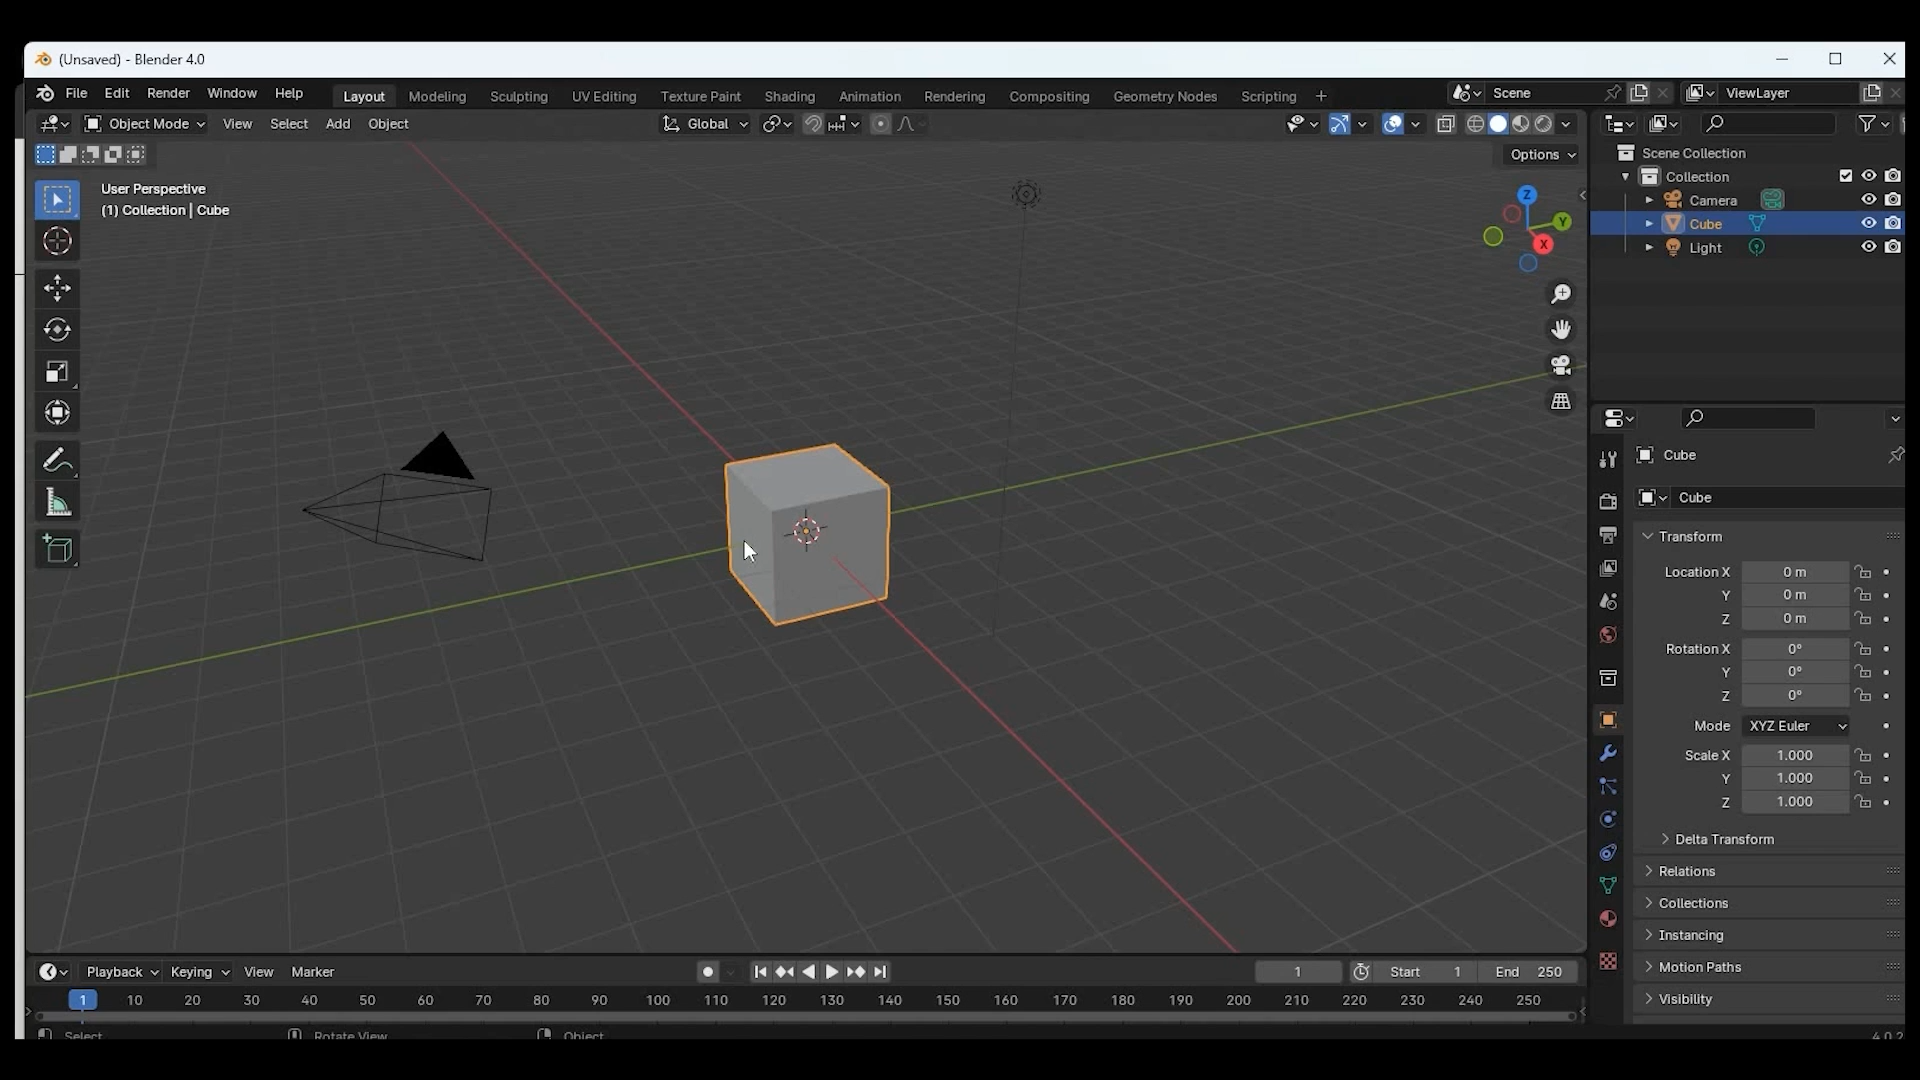 (Unsaved) - Blender 4.0
File Edit Render Window Help Layout Modeling Sculpting UV Editing Texture Paint Shading Animation Rendering Compositing Geometry Nodes Scripting + Scene ViewLayer
Object Mode View Select Add Object Global
Options
User Perspective
(1) Collection | Cube
Z
Y
X
Scene Collection
Collection
Camera
Cube
Light
Cube
Cube
Transform
Location X 0 m
Y 0 m
Z 0 m
Rotation X 0°
Y 0°
Z 0°
Mode XYZ Euler
Scale X 1.000
Y 1.000
Z 1.000
Delta Transform
Relations
Collections
Instancing
Motion Paths
Visibility
Playback Keying View Marker 1 Start 1 End 250
1 10 20 30 40 50 60 70 80 90 100 110 120 130 140 150 160 170 180 190 200 210 220 230 240 250
Select Rotate View Object 4.0.2